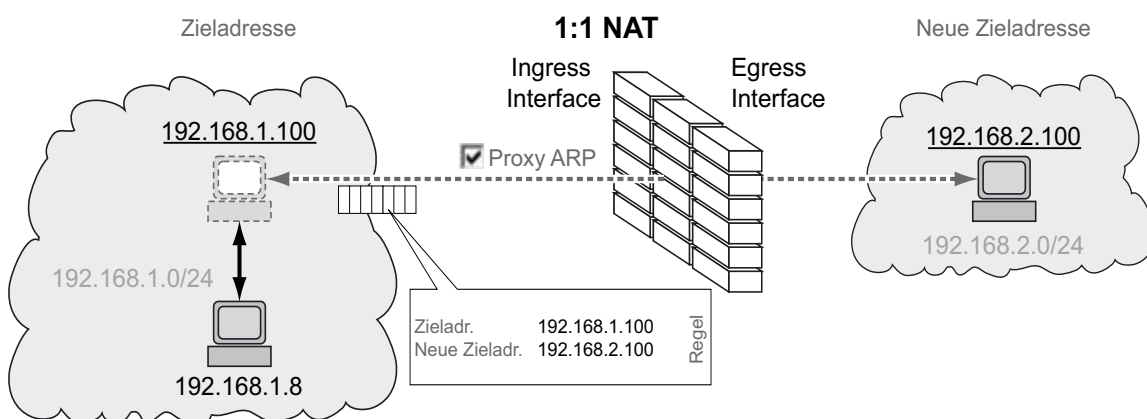 Zieladresse
1:1 NAT
Neue Zieladresse
Ingress
Interface
Egress
Interface
192.168.1.100
Proxy ARP
192.168.2.100
192.168.1.0/24
192.168.2.0/24
Zieladr. 192.168.1.100
Neue Zieladr. 192.168.2.100
Regel
192.168.1.8